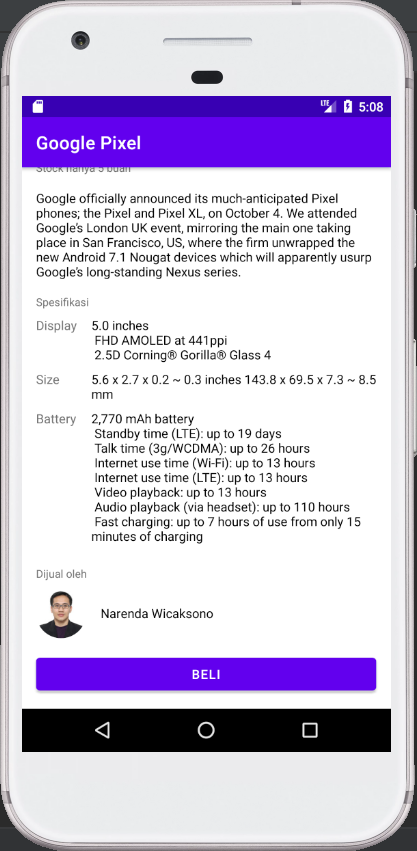 LTE 5:08
Google Pixel
Stock hanya 5 buah
Google officially announced its much-anticipated Pixel
phones; the Pixel and Pixel XL, on October 4. We attended
Google's London UK event, mirroring the main one taking
place in San Francisco, US, where the firm unwrapped the
new Android 7.1 Nougat devices which will apparently usurp
Google's long-standing Nexus series.
Spesifikasi
Display 5.0 inches
FHD AMOLED at 441ppi
2.5D Corning® Gorilla® Glass 4
Size 5.6 x 2.7 x 0.2 ~ 0.3 inches 143.8 x 69.5 x 7.3 ~ 8.5
mm
Battery 2,770 mAh battery
Standby time (LTE): up to 19 days
Talk time (3g/WCDMA): up to 26 hours
Internet use time (Wi-Fi): up to 13 hours
Internet use time (LTE): up to 13 hours
Video playback: up to 13 hours
Audio playback (via headset): up to 110 hours
Fast charging: up to 7 hours of use from only 15
minutes of charging
Dijual oleh
Narenda Wicaksono
BELI